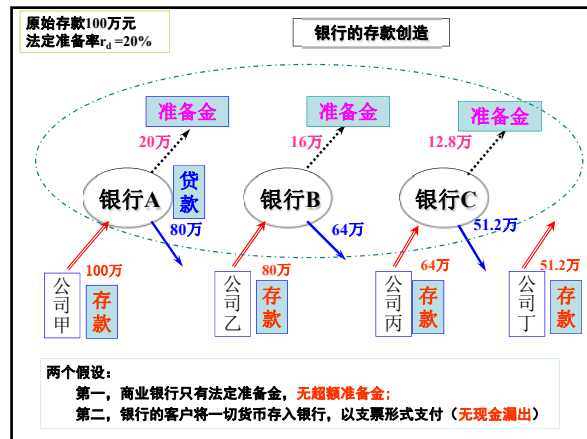 原始存款100万元
法定准备率rd =20%
银行的存款创造
准备金
准备金
准备金
20万
16万
12.8万
银行A
贷款
银行B
银行C
80万
64万
51.2万
100万
80万
64万
51.2万
公司甲
存款
公司乙
存款
公司丙
存款
公司丁
存款
两个假设：
第一，商业银行只有法定准备金，无超额准备金;
第二，银行的客户将一切货币存入银行，以支票形式支付（无现金漏出）